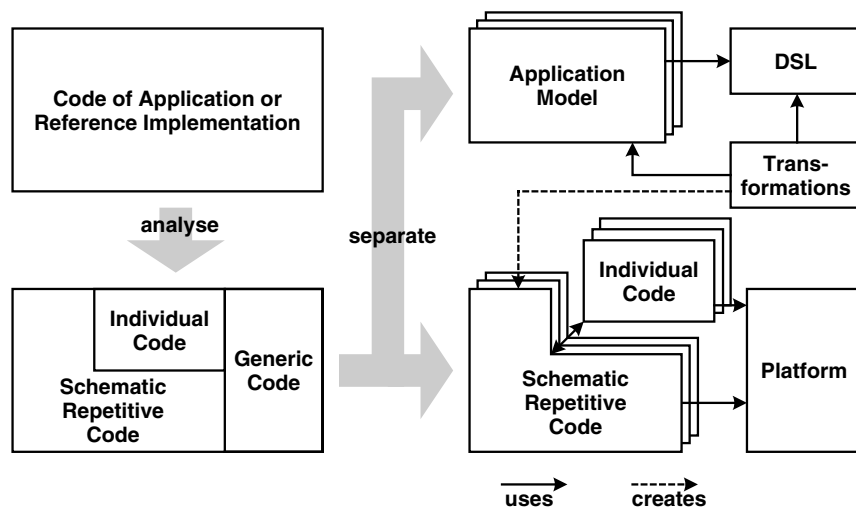 Code of Application or
Reference Implementation
analyse
Individual
Code
Generic
Code
Schematic
Repetitive
Code
separate
Application
Model
DSL
Trans-
formations
Individual
Code
Schematic
Repetitive
Code
Platform
uses
creates